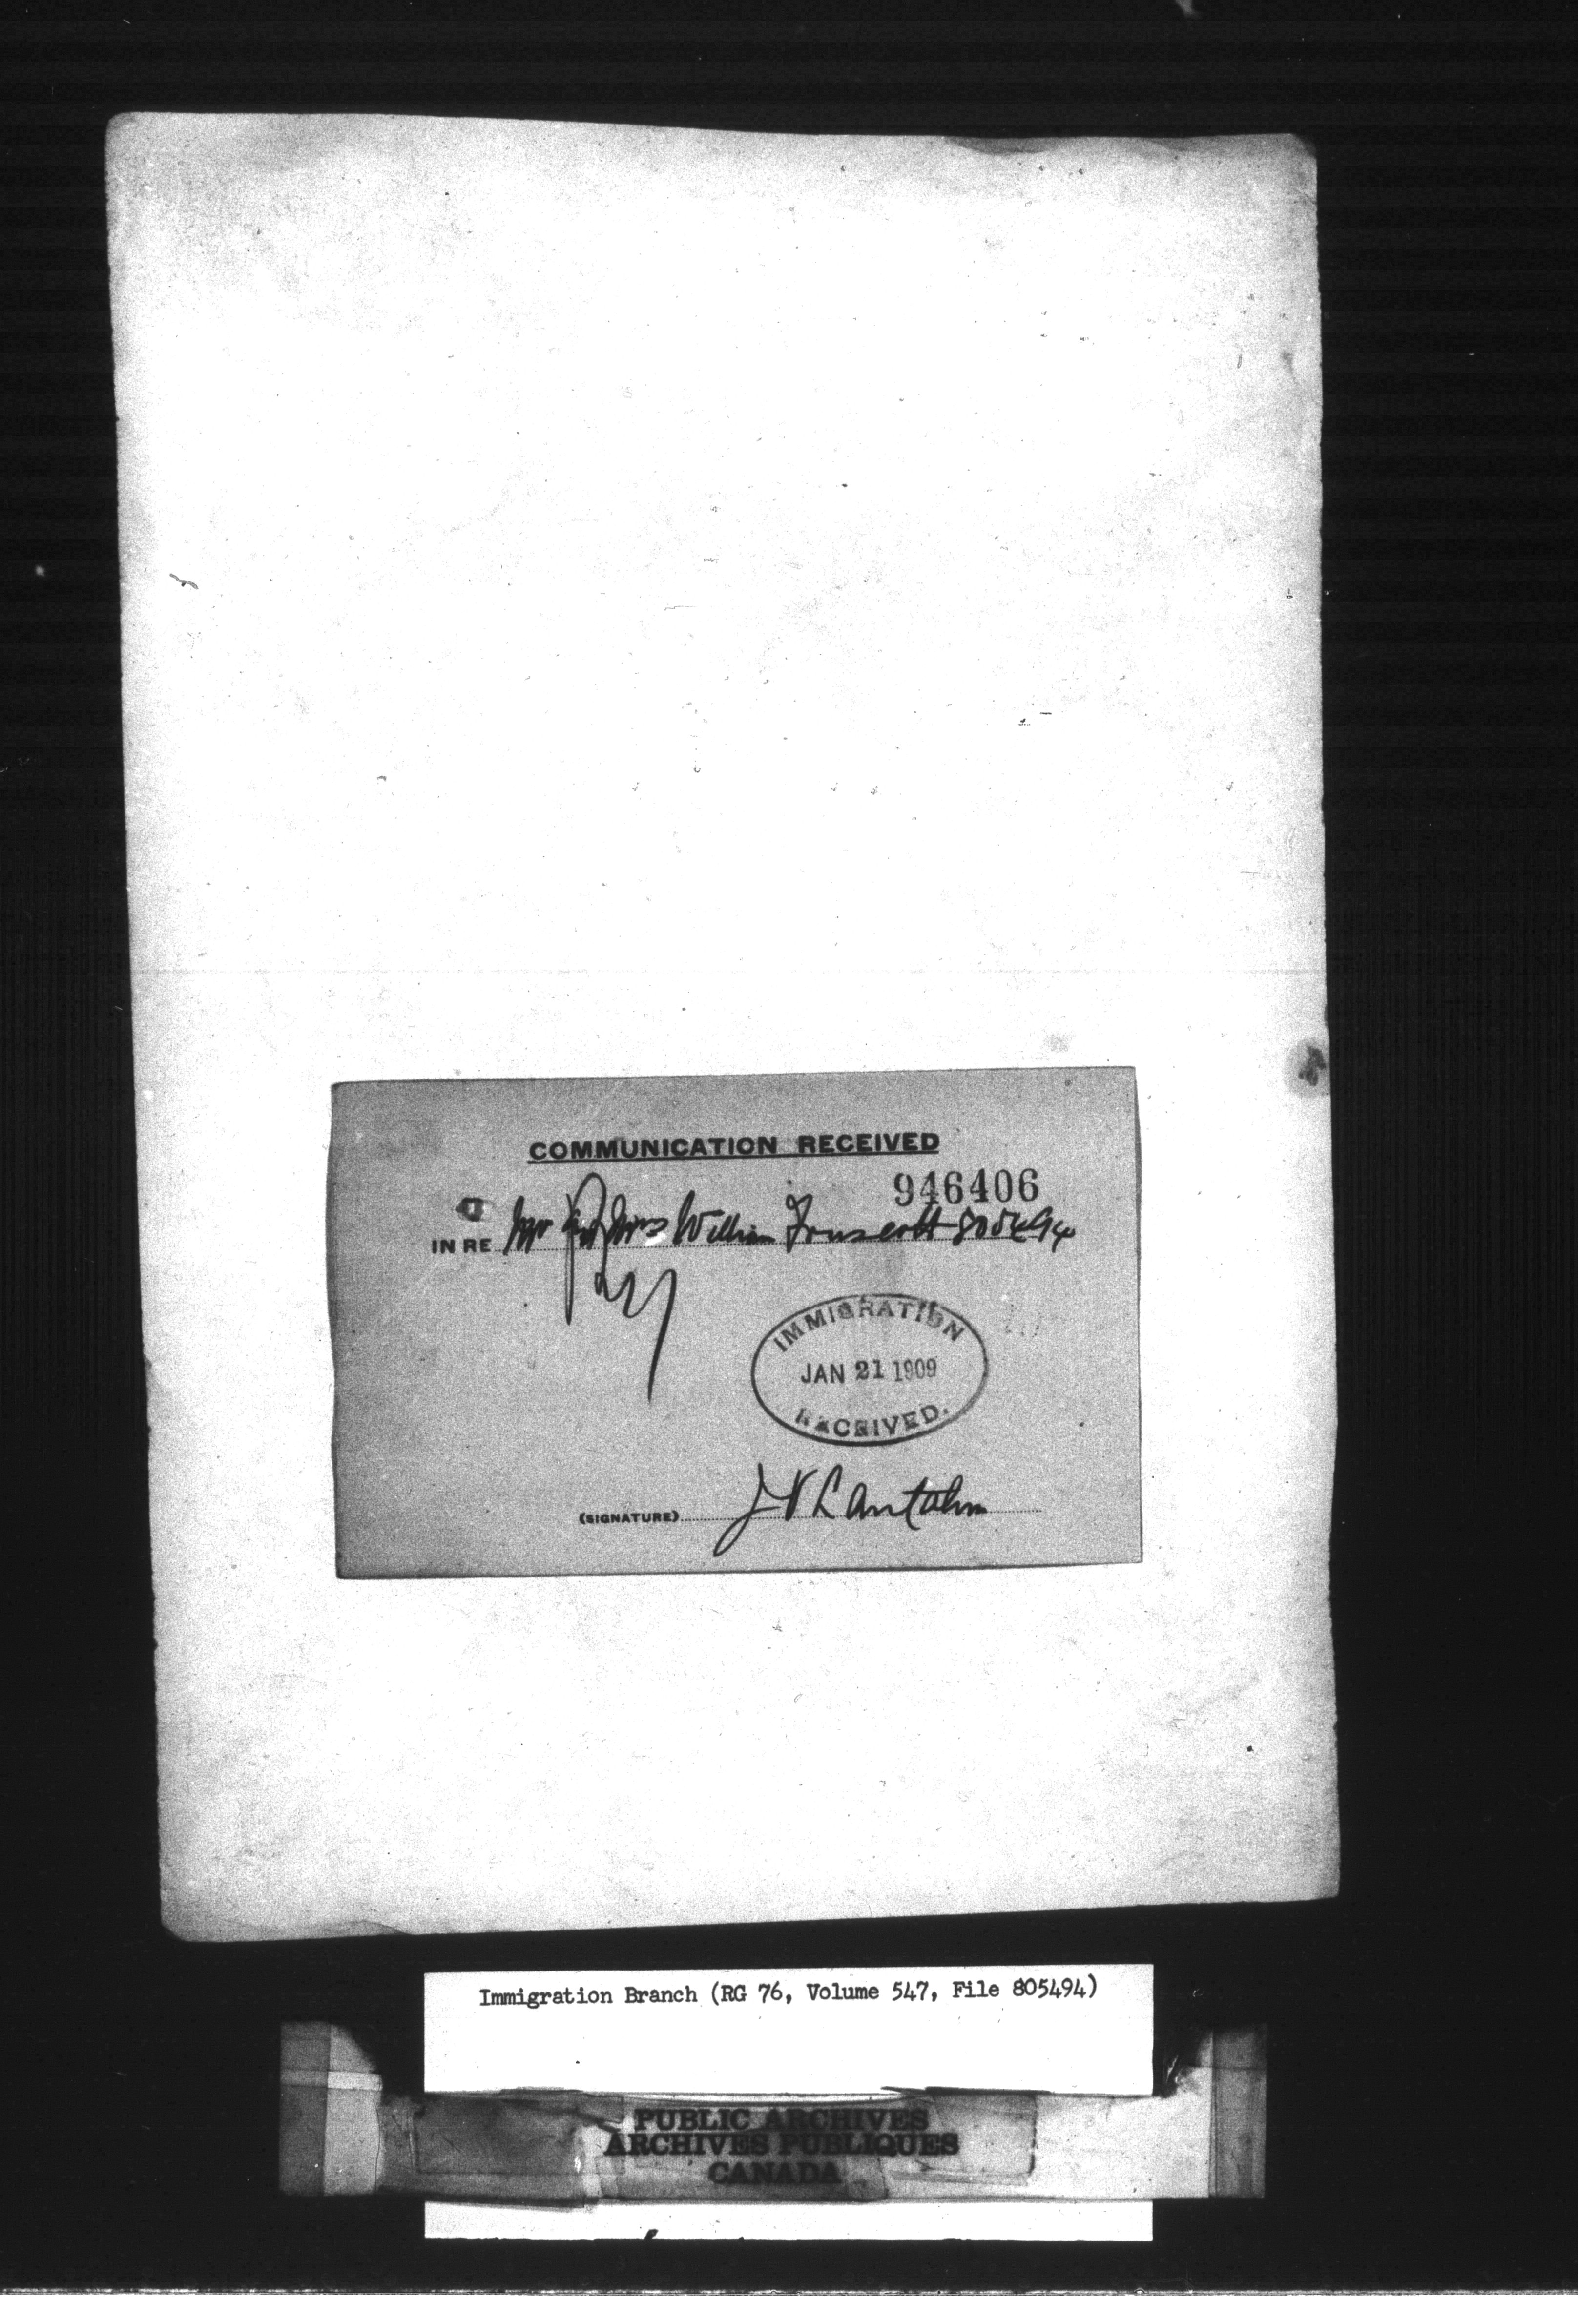 COMMUNICATION RECEIVED
946406
IN RE Mr & Mrs William Truscott 805494
IMMIGRATION
JAN 21 1909
RECEIVED.
(SIGNATURE)
Immigration Branch (RG 76, Volume 547, File 805494)
PUBLIC ARCHIVES
ARCHIVES PUBLIQUES
CANADA